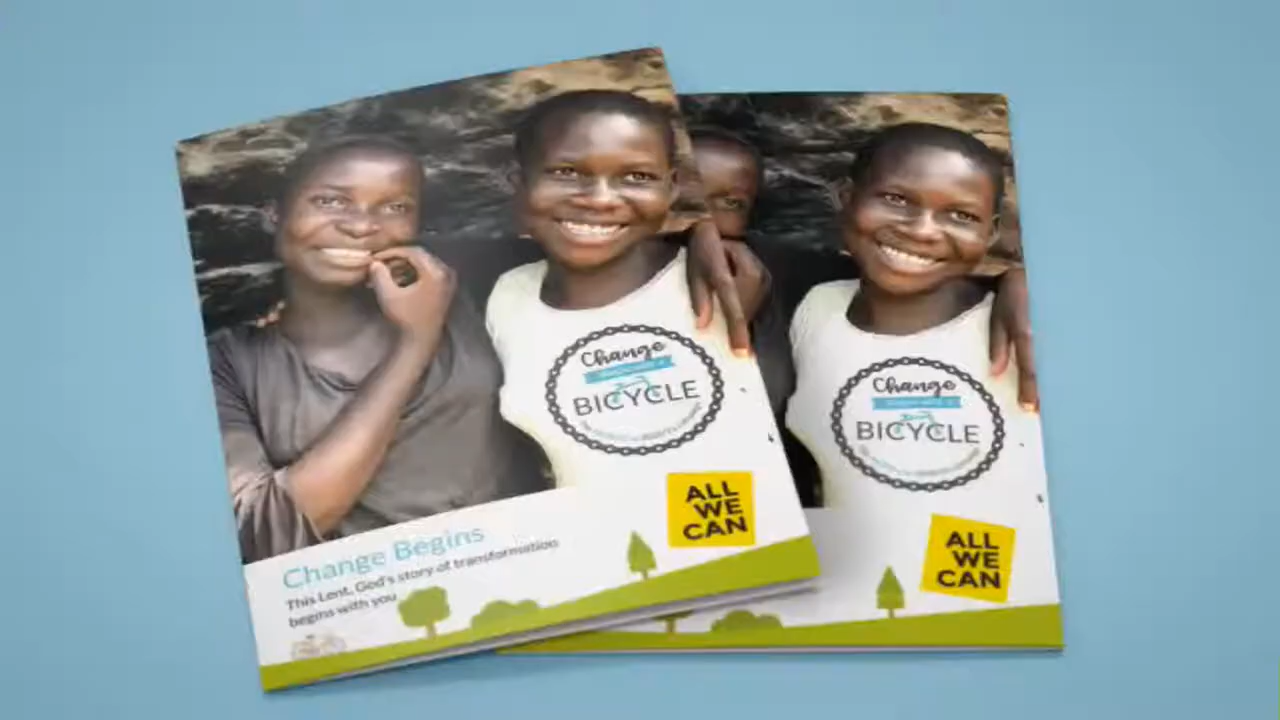 Change
BICYCLE
ALL
WE
CAN
Change Begins
This Lent, God's story of transformation
begins with you
Change
BICYCLE
ALL
WE
CAN